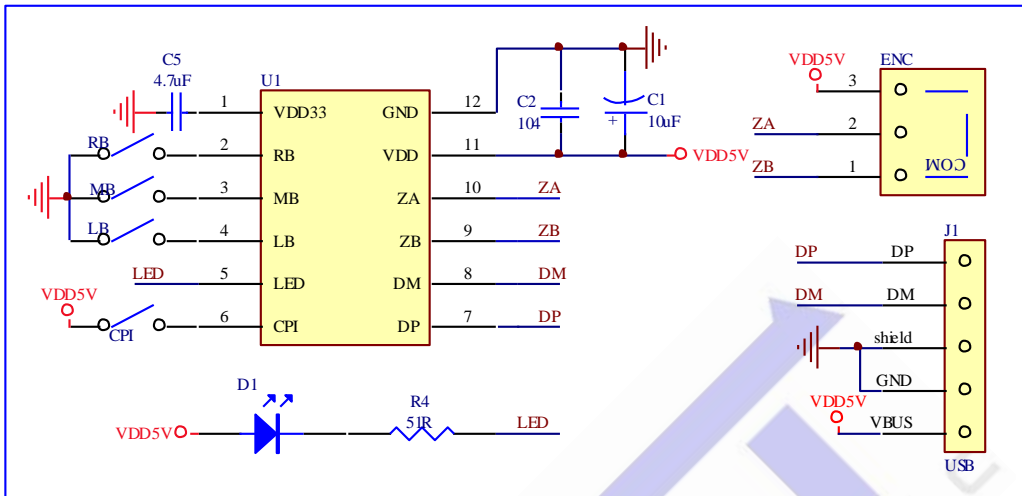 C5
4.7uF
U1
1
VDD33
GND
12
C2
104
C1
+
10uF
RB
2
RB
VDD
11
VDD5V
MB
3
MB
ZA
10
ZA
LB
4
LB
ZB
9
ZB
LED
5
LED
DM
8
DM
VDD5V
CPI
6
CPI
DP
7
DP
D1
VDD5V
R4
51R
LED
VDD5V
ENC
3
ZA
2
ZB
1
COM
J1
DP
DP
DM
DM
shield
GND
VDD5V
VBUS
USB